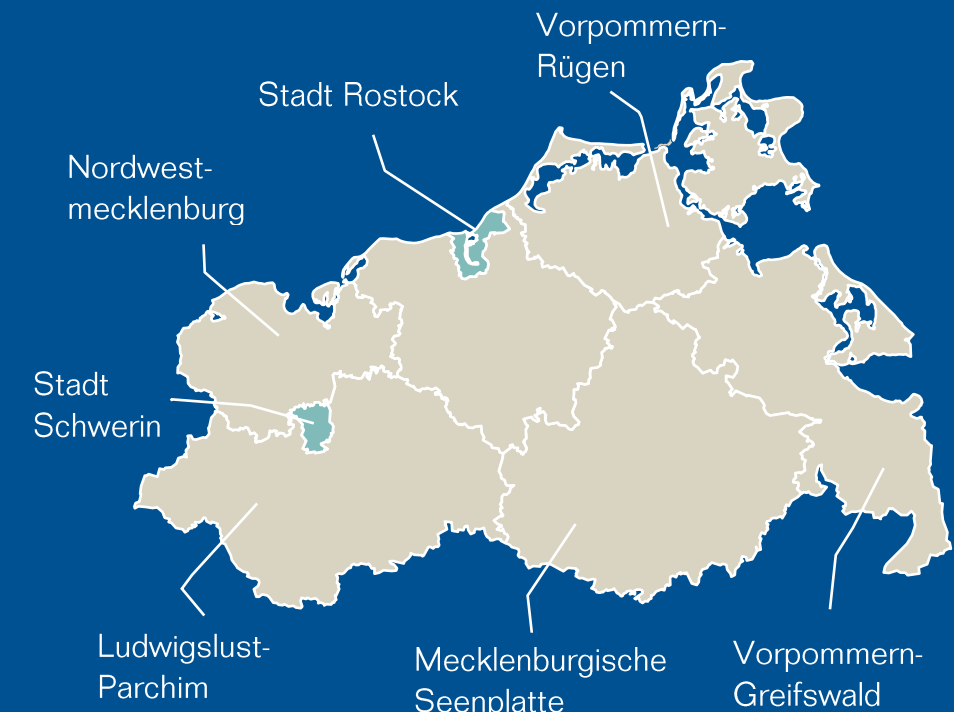 Vorpommern-
Rügen
Stadt Rostock
Nordwest-
mecklenburg
Stadt
Schwerin
Ludwigslust-
Parchim
Mecklenburgische
Seenplatte
Vorpommern-
Greifswald